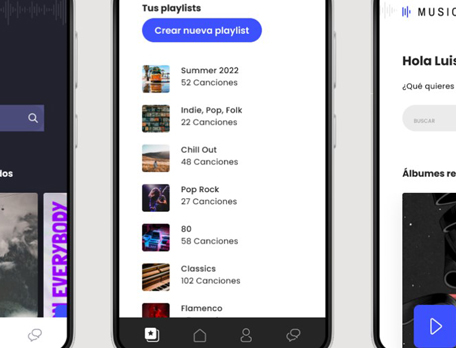 dos
N EVERYBODY
Tus playlists
Crear nueva playlist
Summer 2022
52 Canciones
Indie, Pop, Folk
22 Canciones
Chill Out
48 Canciones
Pop Rock
27 Canciones
80
58 Canciones
Classics
102 Canciones
Flamenco
MUSIC
Hola Luis
¿Qué quieres
BUSCAR
Álbumes re